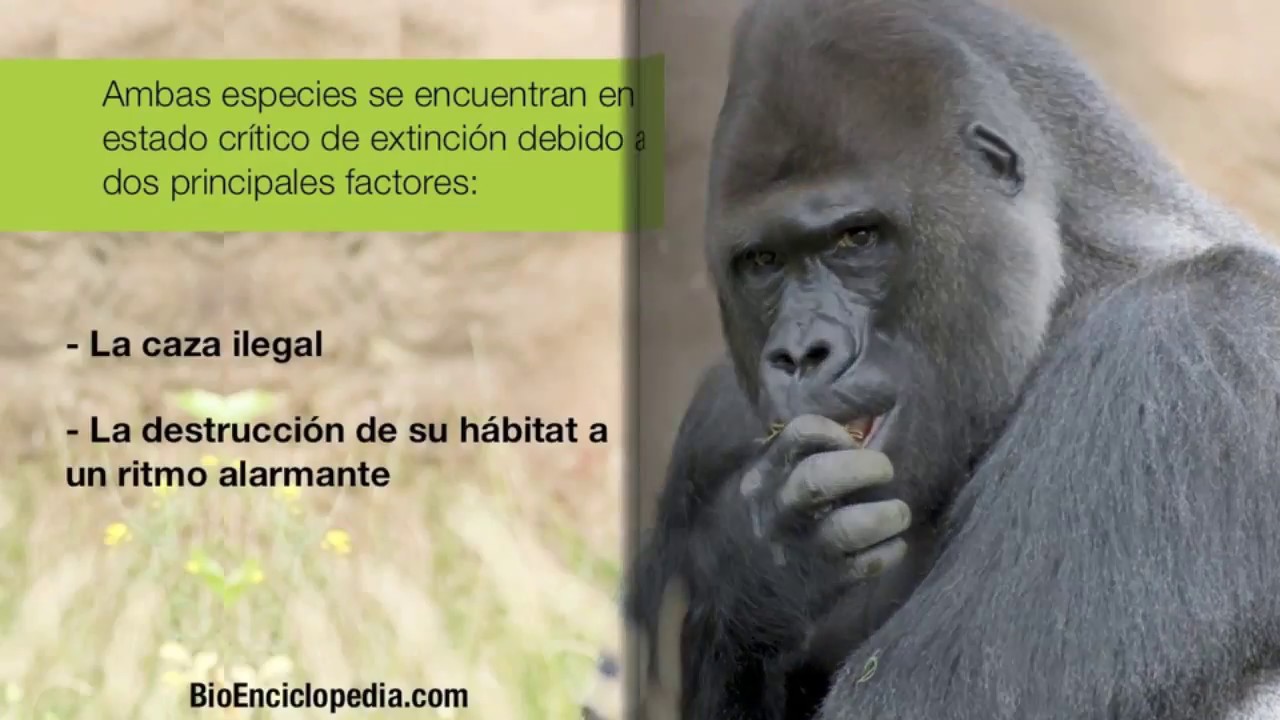 Ambas especies se encuentran en
estado crítico de extinción debido a
dos principales factores:
- La caza ilegal
- La destrucción de su hábitat a
un ritmo alarmante
BioEnciclopedia.com